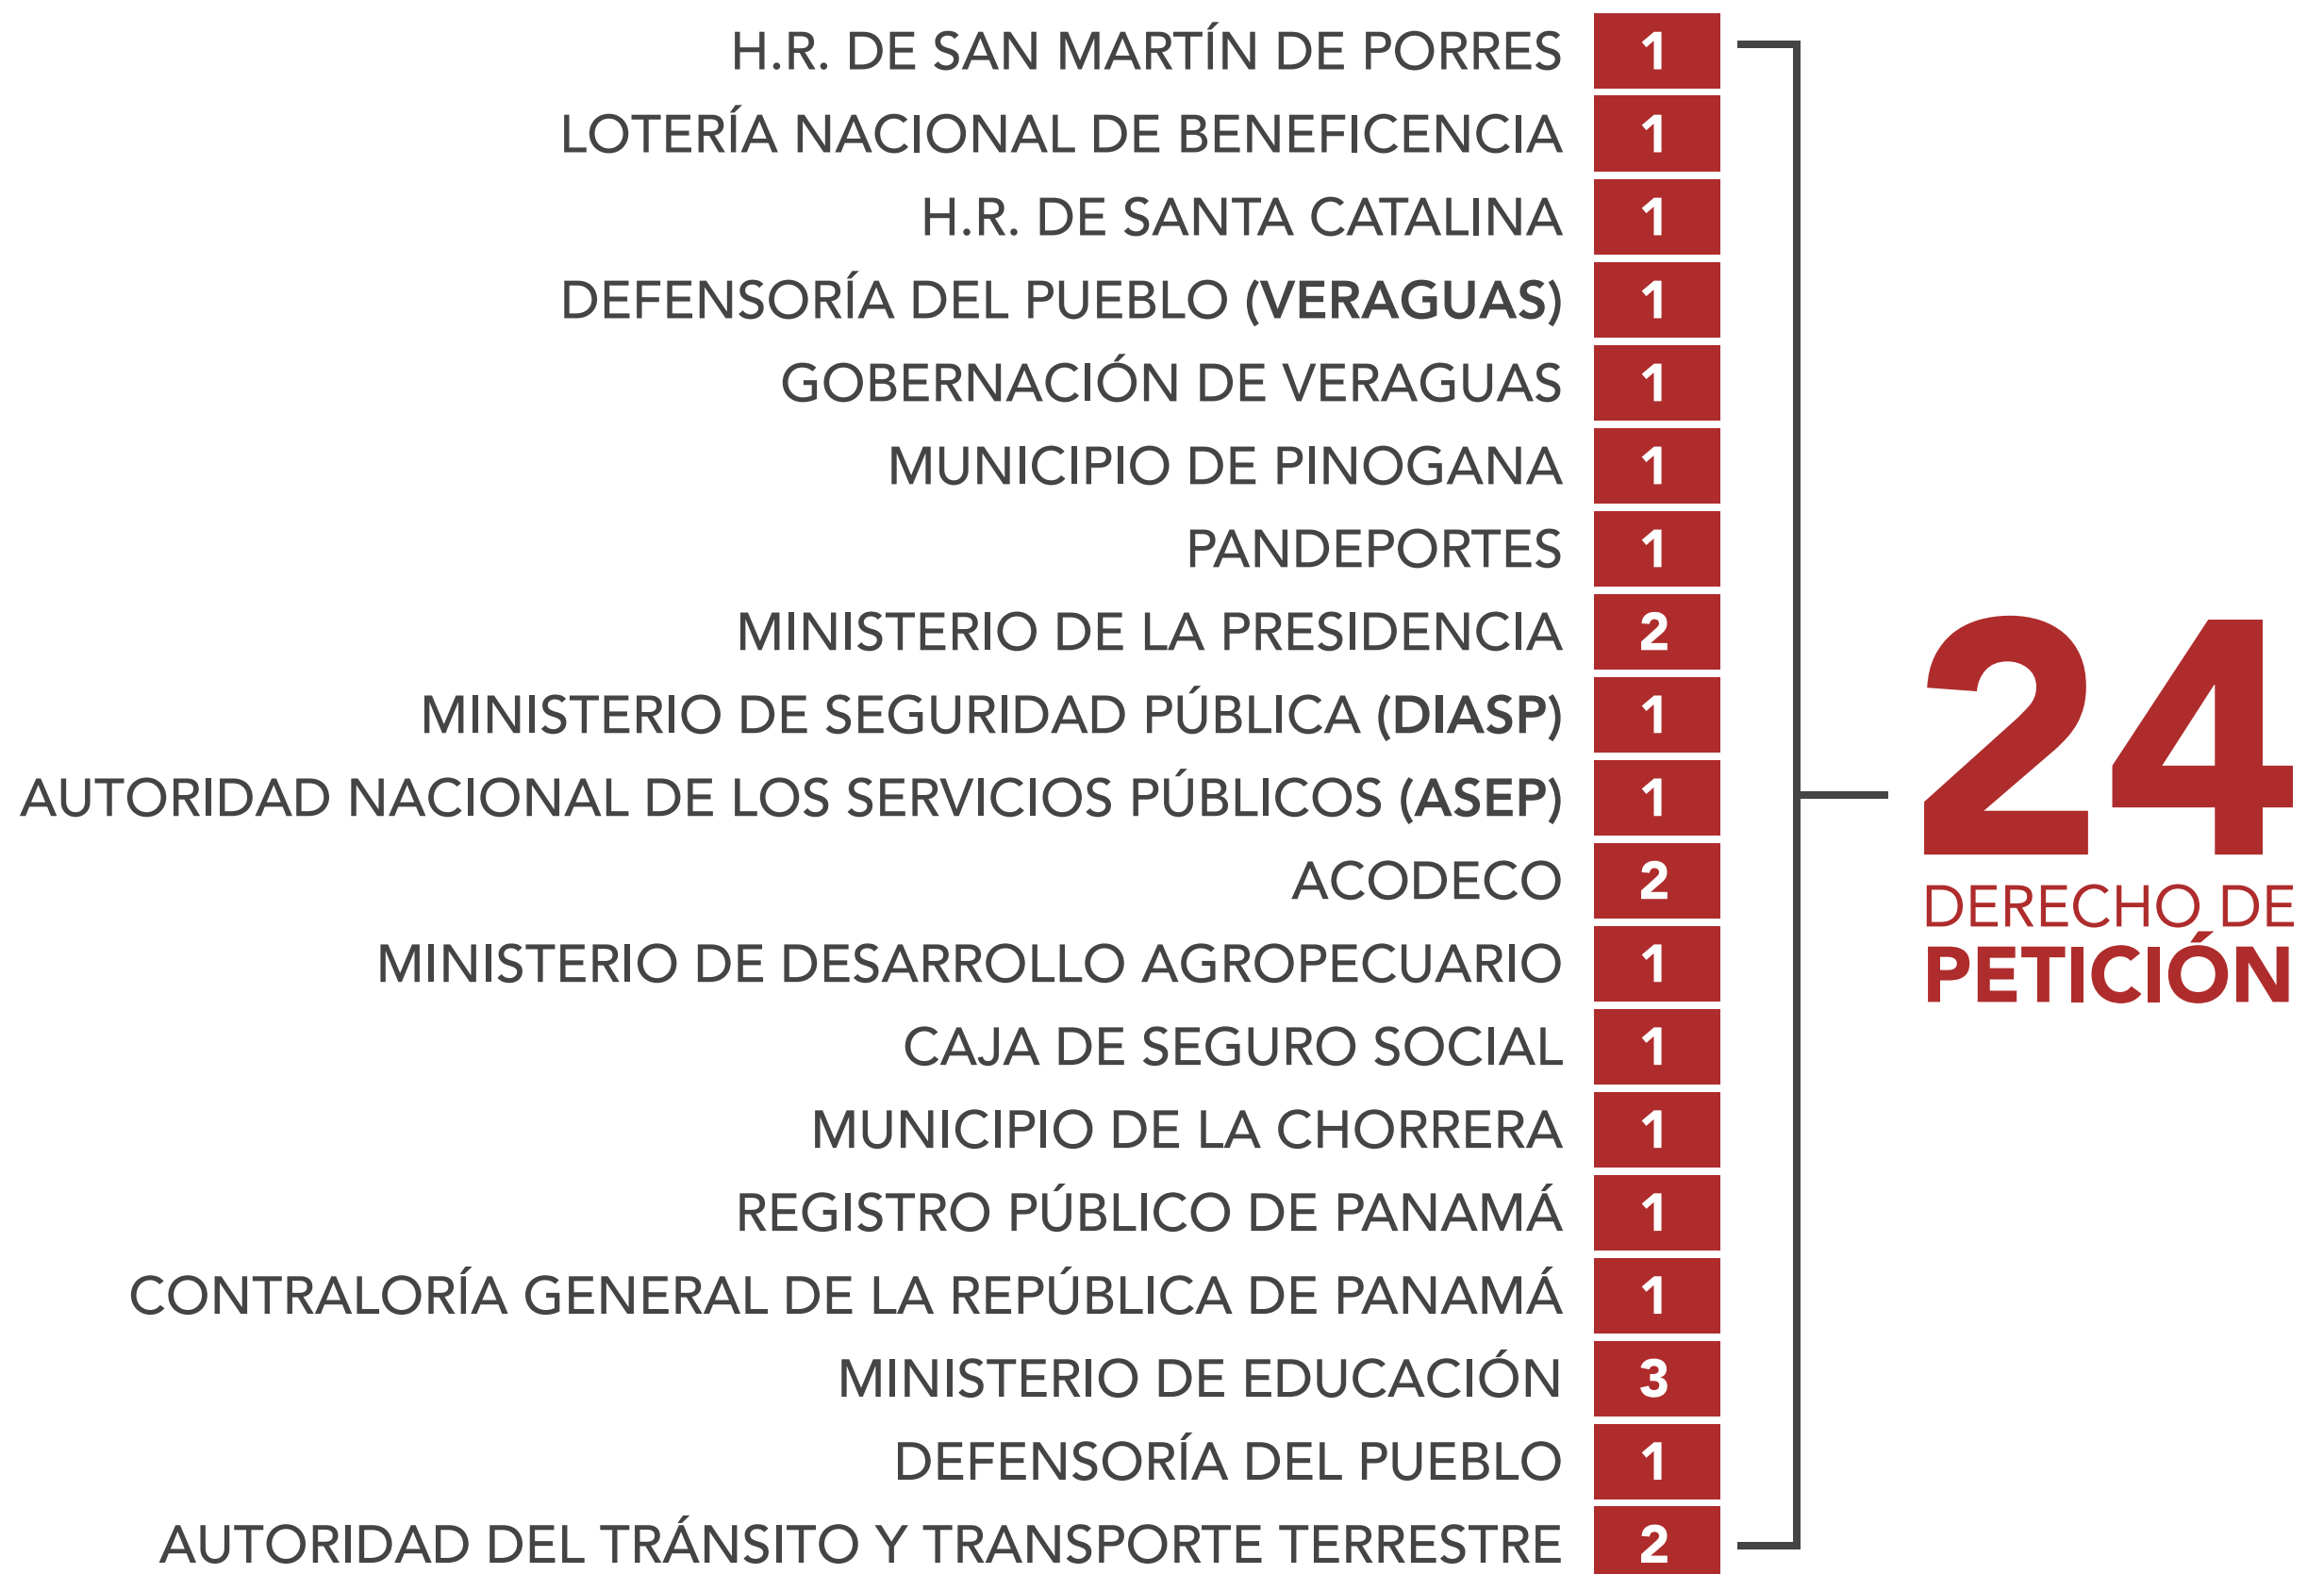 H.R. DE SAN MARTÍN DE PORRES 1
LOTERÍA NACIONAL DE BENEFICENCIA 1
H.R. DE SANTA CATALINA 1
DEFENSORÍA DEL PUEBLO (VERAGUAS) 1
GOBERNACIÓN DE VERAGUAS 1
MUNICIPIO DE PINOGANA 1
PANDEPORTES 1
MINISTERIO DE LA PRESIDENCIA 2
MINISTERIO DE SEGURIDAD PÚBLICA (DIASP) 1
AUTORIDAD NACIONAL DE LOS SERVICIOS PÚBLICOS (ASEP) 1
ACODECO 2
MINISTERIO DE DESARROLLO AGROPECUARIO 1
CAJA DE SEGURO SOCIAL 1
MUNICIPIO DE LA CHORRERA 1
REGISTRO PÚBLICO DE PANAMÁ 1
CONTRALORÍA GENERAL DE LA REPÚBLICA DE PANAMÁ 1
MINISTERIO DE EDUCACIÓN 3
DEFENSORÍA DEL PUEBLO 1
AUTORIDAD DEL TRÁNSITO Y TRANSPORTE TERRESTRE 2
24
DERECHO DE
PETICIÓN